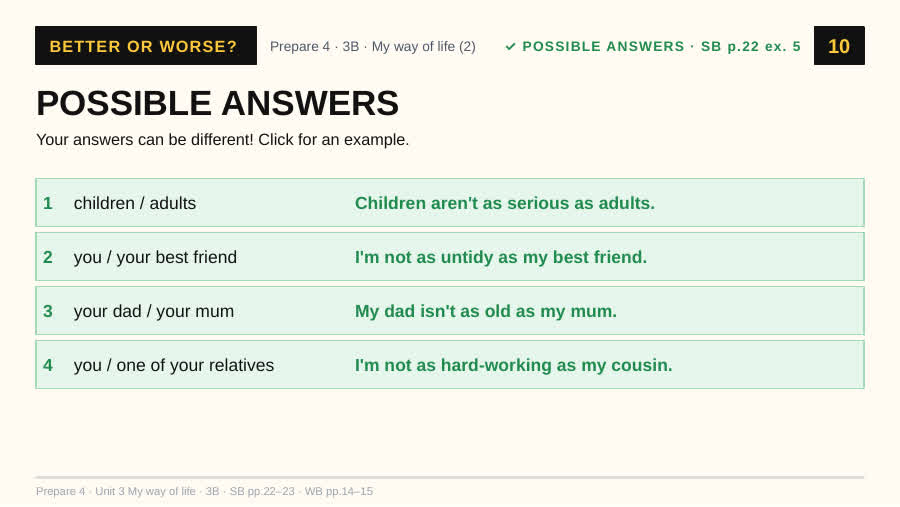 BETTER OR WORSE? Prepare 4 · 3B · My way of life (2) ✓ POSSIBLE ANSWERS · SB p.22 ex. 5 10
POSSIBLE ANSWERS
Your answers can be different! Click for an example.
1 children / adults Children aren't as serious as adults.
2 you / your best friend I'm not as untidy as my best friend.
3 your dad / your mum My dad isn't as old as my mum.
4 you / one of your relatives I'm not as hard-working as my cousin.
Prepare 4 · Unit 3 My way of life · 3B · SB pp.22–23 · WB pp.14–15